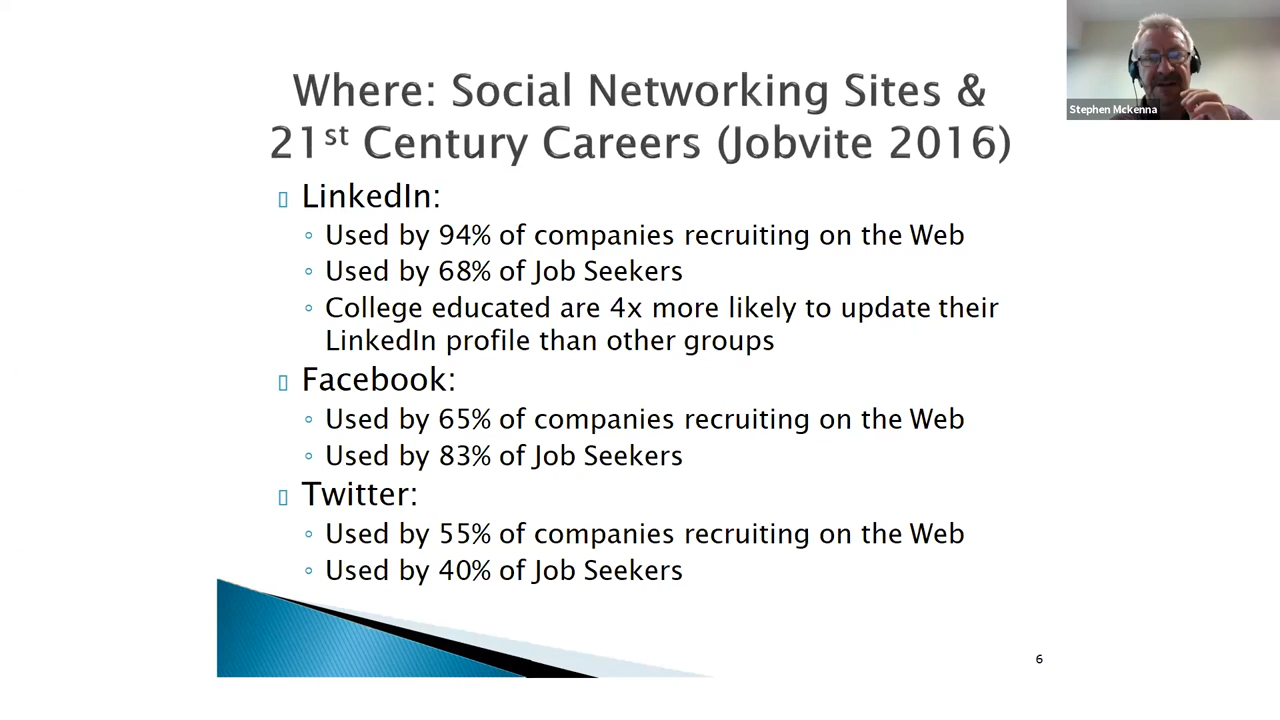 Where: Social Networking Sites &
21st Century Careers (Jobvite 2016)
LinkedIn:
Used by 94% of companies recruiting on the Web
Used by 68% of Job Seekers
College educated are 4x more likely to update their
LinkedIn profile than other groups
Facebook:
Used by 65% of companies recruiting on the Web
Used by 83% of Job Seekers
Twitter:
Used by 55% of companies recruiting on the Web
Used by 40% of Job Seekers
6
Stephen Mckenna